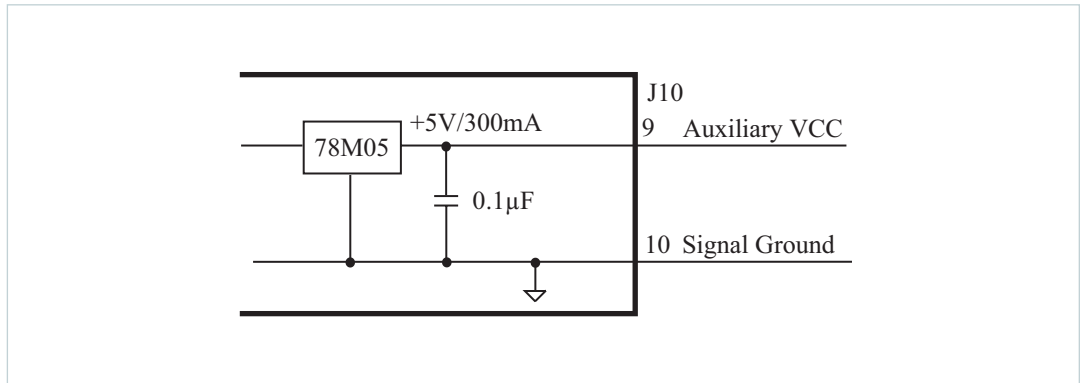 J10
+5V/300mA
9 Auxiliary VCC
78M05
0.1µF
10 Signal Ground